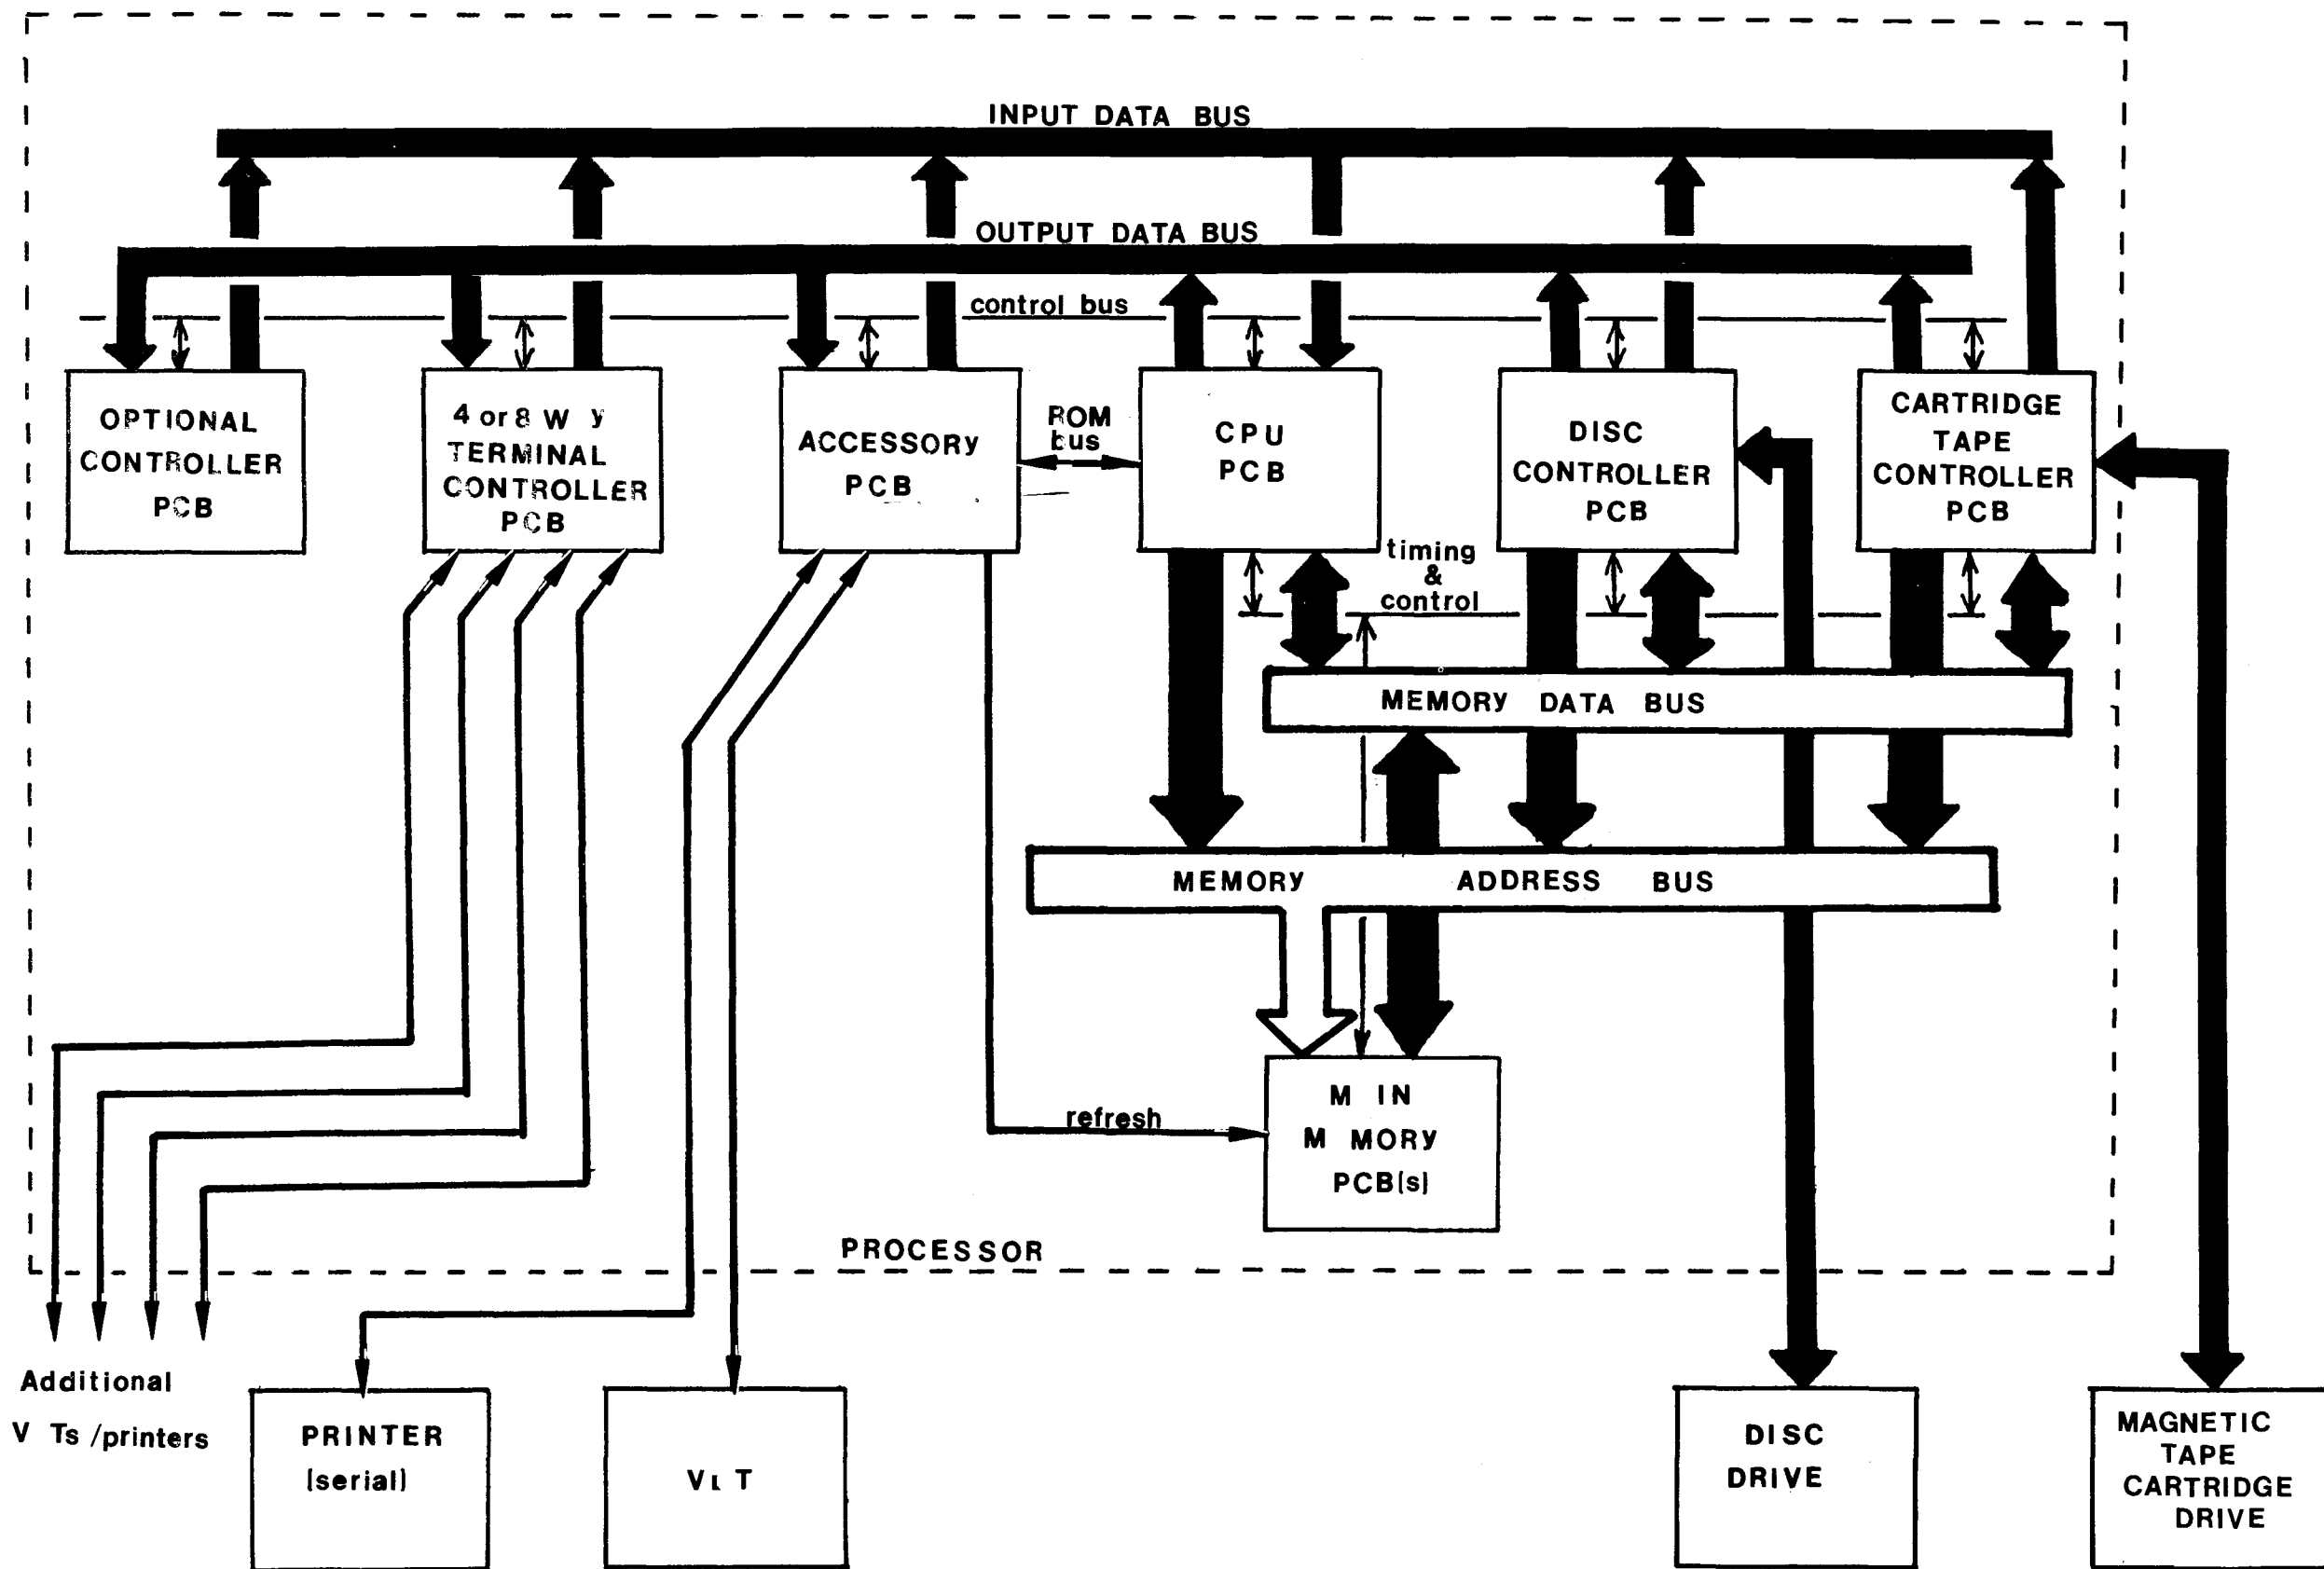 INPUT DATA BUS
OUTPUT DATA BUS
control bus
OPTIONAL
CONTROLLER
PCB
4 or 8 W y
TERMINAL
CONTROLLER
PCB
ACCESSORY
PCB
ROM
bus
CPU
PCB
DISC
CONTROLLER
PCB
CARTRIDGE
TAPE
CONTROLLER
PCB
timing
&
control
MEMORY DATA BUS
MEMORY ADDRESS BUS
refresh
M IN
M MORY
PCB(s)
PROCESSOR
Additional
V Ts /printers
PRINTER
(serial)
DISC
DRIVE
MAGNETIC
TAPE
CARTRIDGE
DRIVE